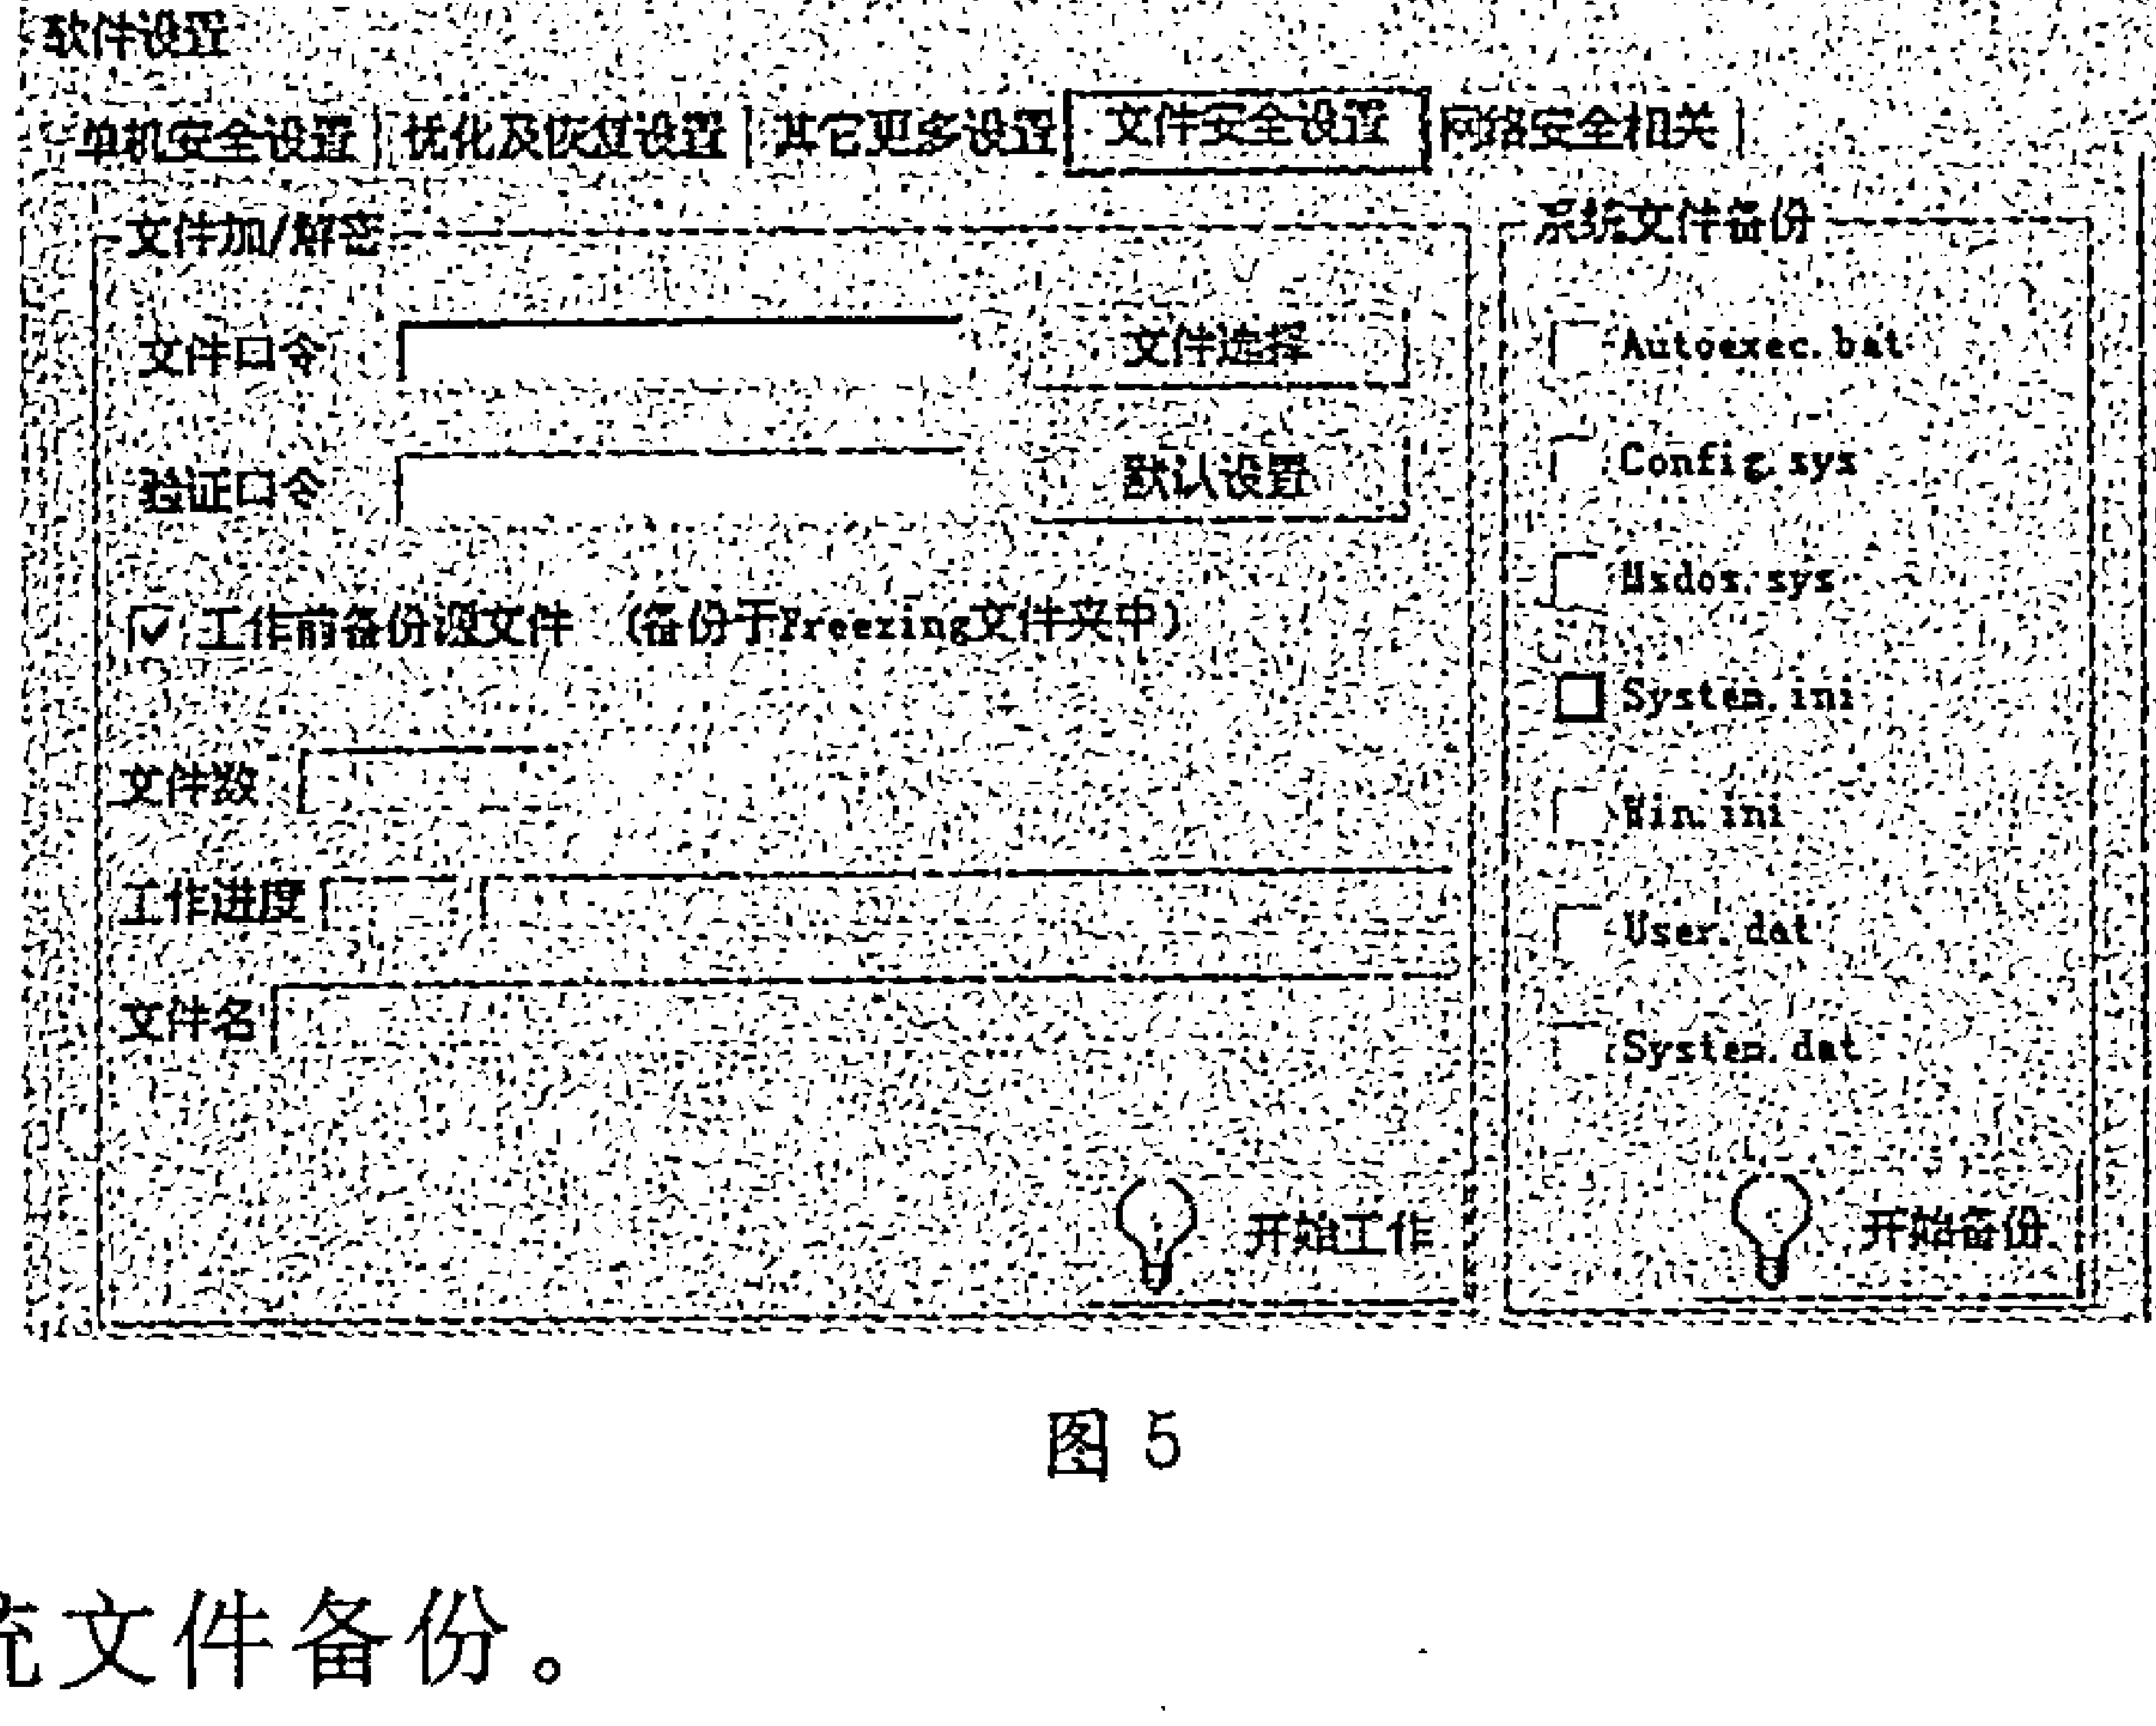 软件设置
单机安全设置 优化及恢复设置 其它更多设置 文件安全设置 网络安全相关
文件加/解密
文件口令 文件选择
验证口令 默认设置
工作前备份源文件 (备份于Freezing文件夹中)
文件数
工作进度
文件名
开始工作
系统文件备份
Autoexec.bat
Config.sys
Msdos.sys
System.ini
Win.ini
User.dat
System.dat
开始备份
图 5
统文件备份。